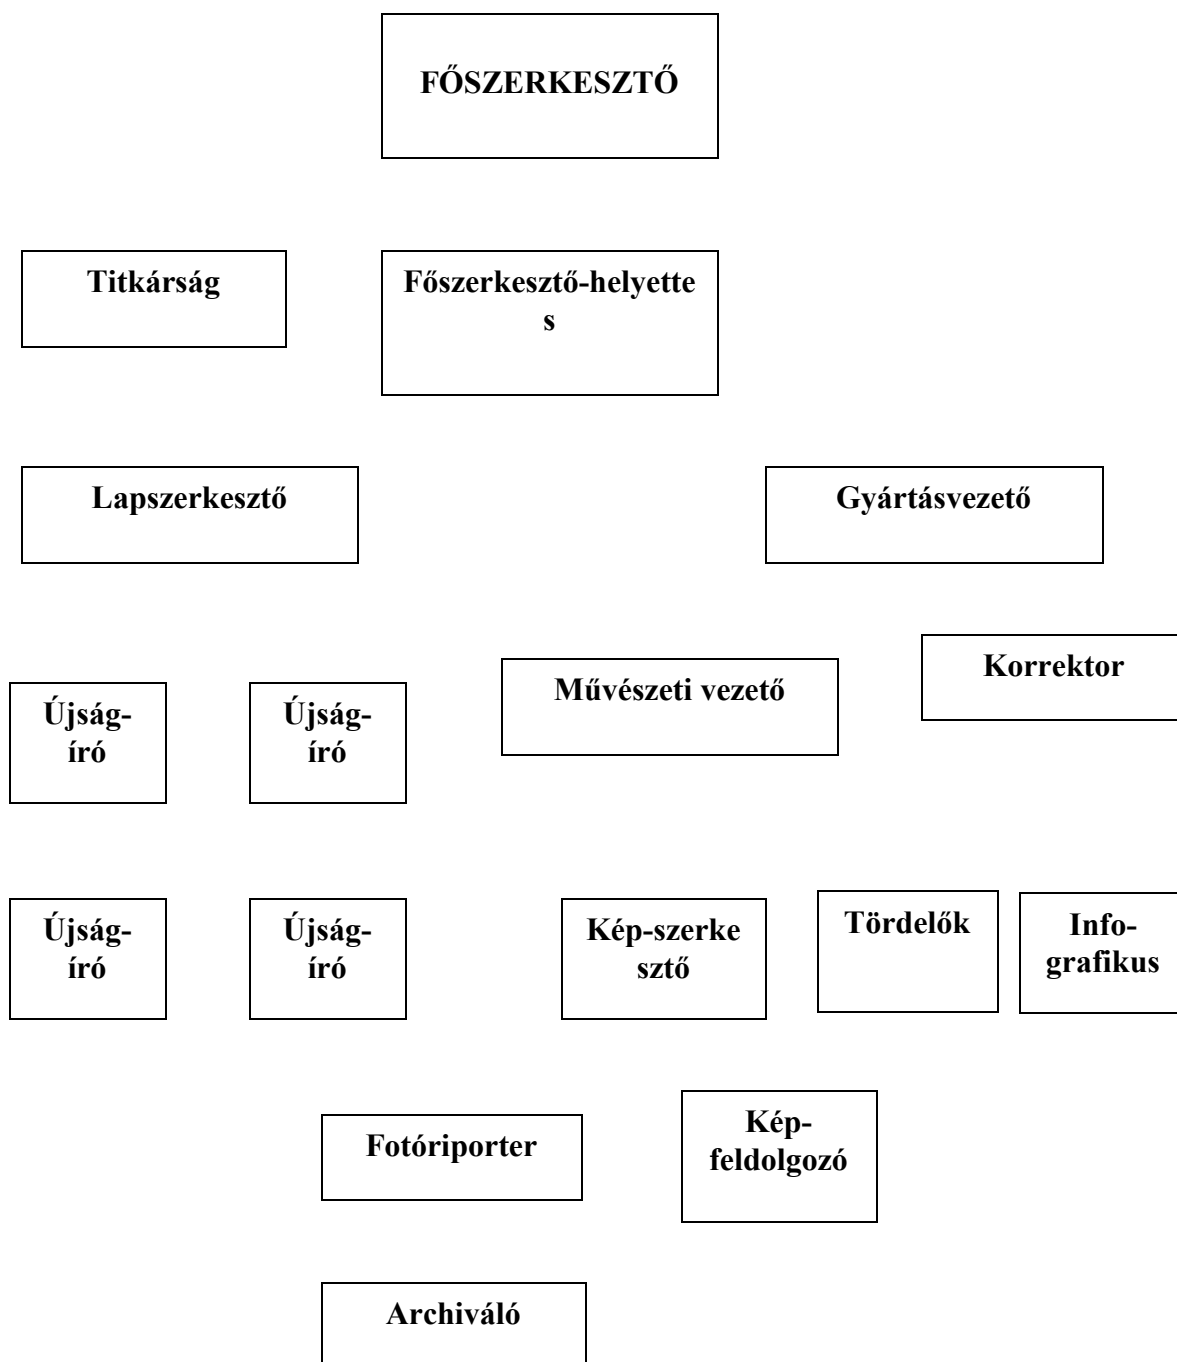 FŐSZERKESZTŐ
Titkárság
Főszerkesztő-helyette
s
Lapszerkesztő
Gyártásvezető
Korrektor
Művészeti vezető
Újság-
író
Újság-
író
Újság-
író
Újság-
író
Kép-szerke
sztő
Tördelők
Info-
grafikus
Fotóriporter
Kép-
feldolgozó
Archiváló